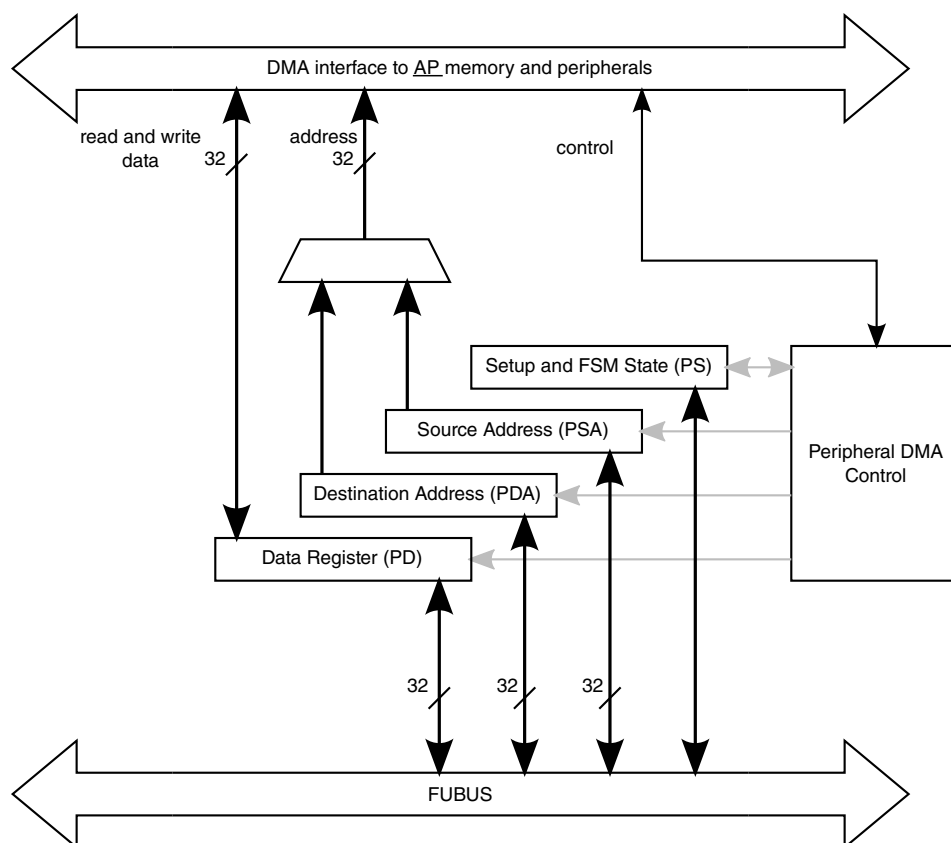 DMA interface to AP memory and peripherals
read and write
data
32
address
32
control
Setup and FSM State (PS)
Source Address (PSA)
Peripheral DMA
Control
Destination Address (PDA)
Data Register (PD)
32
32
32
FUBUS